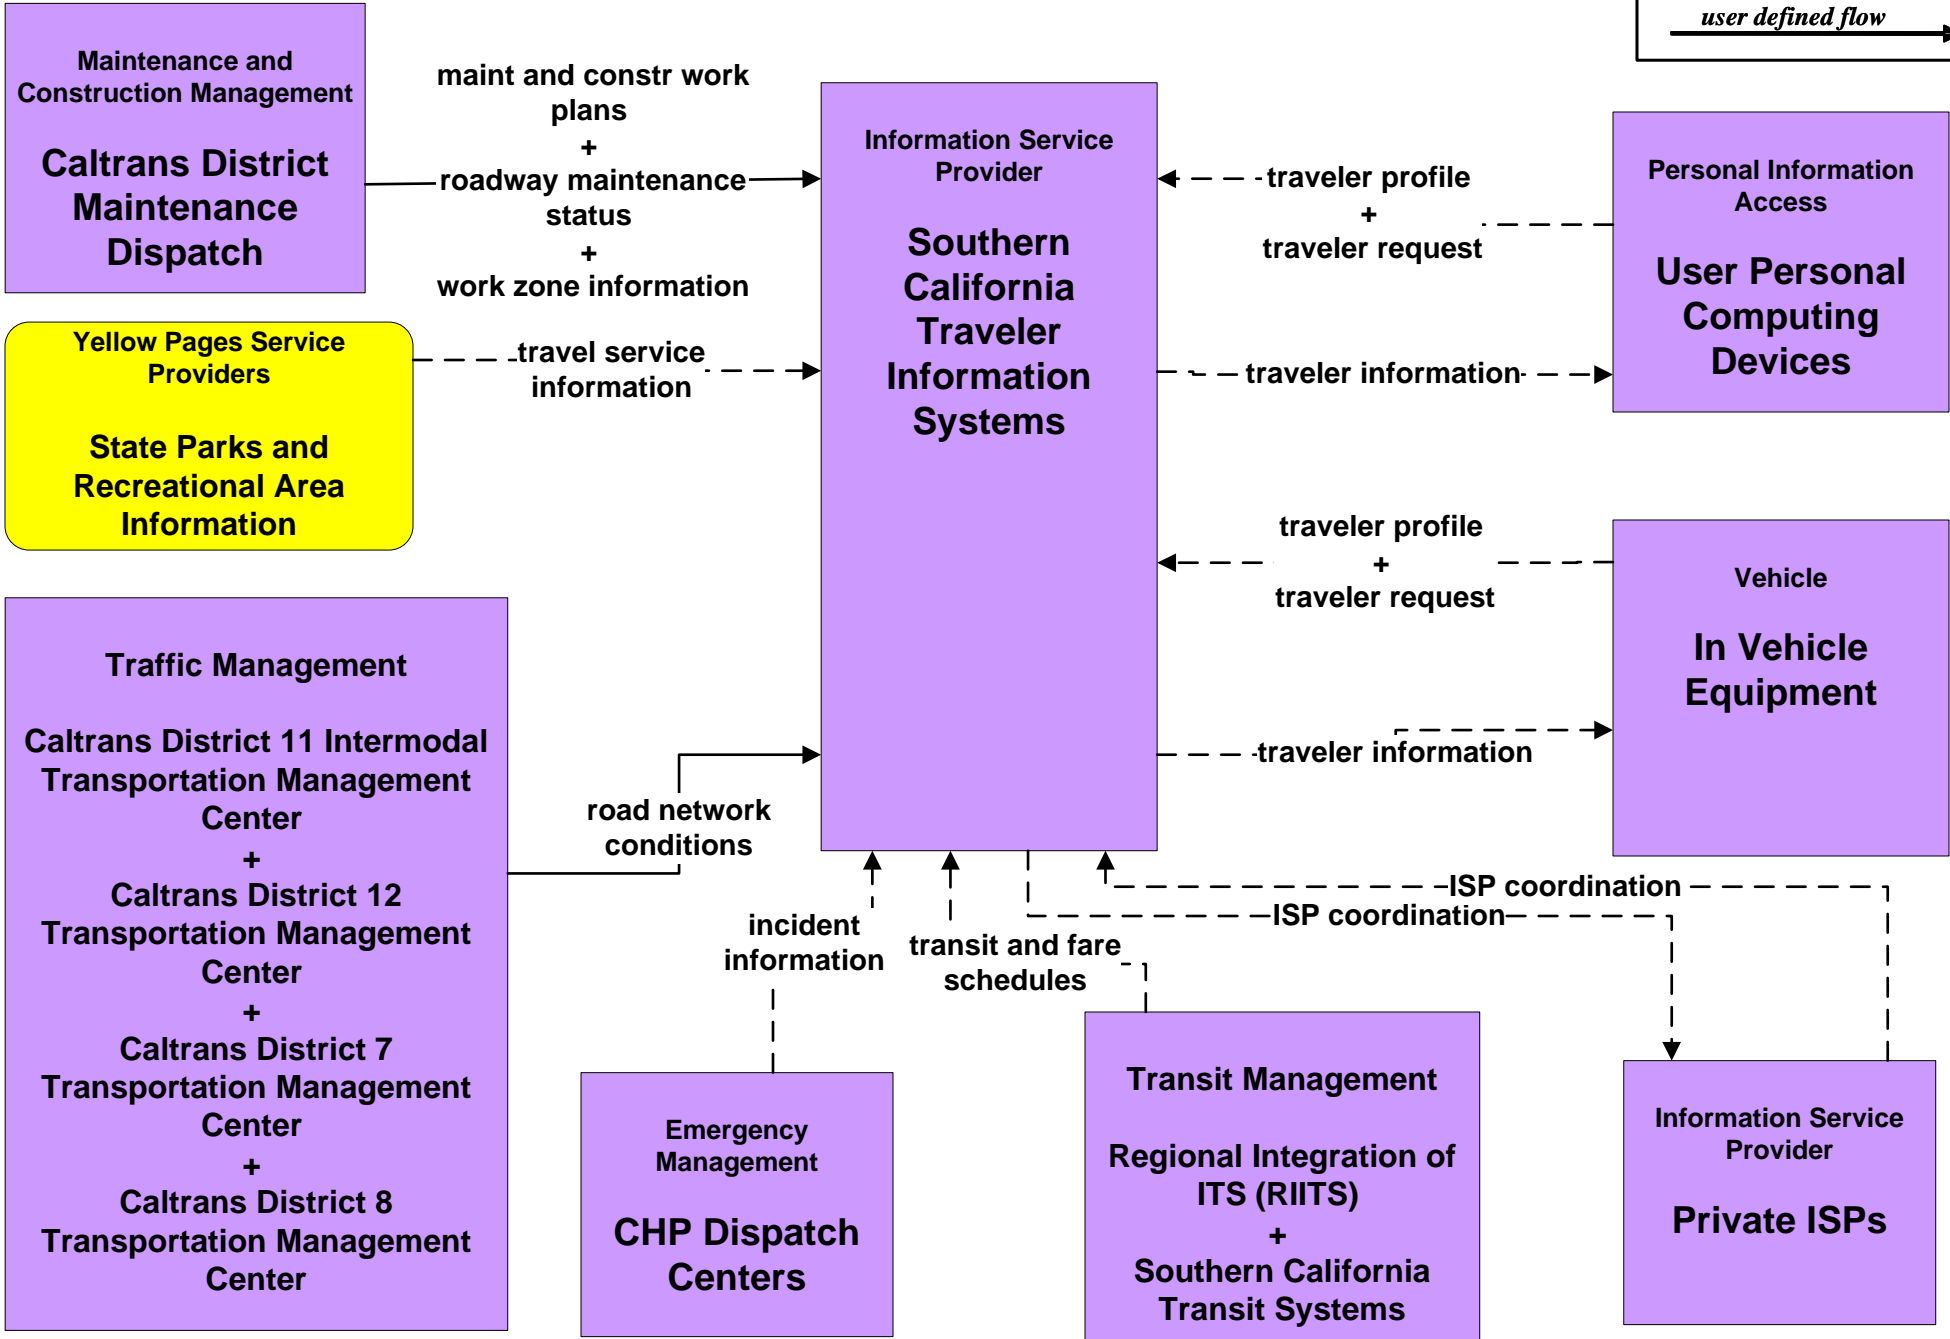 user defined flow
Maintenance and
Construction Management
Caltrans District
Maintenance
Dispatch
maint and constr work
plans
+
roadway maintenance
status
+
work zone information
Information Service
Provider
Southern
California
Traveler
Information
Systems
traveler profile
+
traveler request
Personal Information
Access
User Personal
Computing
Devices
traveler information
Yellow Pages Service
Providers
State Parks and
Recreational Area
Information
travel service
information
traveler profile
+
traveler request
Vehicle
In Vehicle
Equipment
traveler information
Traffic Management
Caltrans District 11 Intermodal
Transportation Management
Center
+
Caltrans District 12
Transportation Management
Center
+
Caltrans District 7
Transportation Management
Center
+
Caltrans District 8
Transportation Management
Center
road network
conditions
incident
information
transit and fare
schedules
ISP coordination
ISP coordination
Emergency
Management
CHP Dispatch
Centers
Transit Management
Regional Integration of
ITS (RIITS)
+
Southern California
Transit Systems
Information Service
Provider
Private ISPs